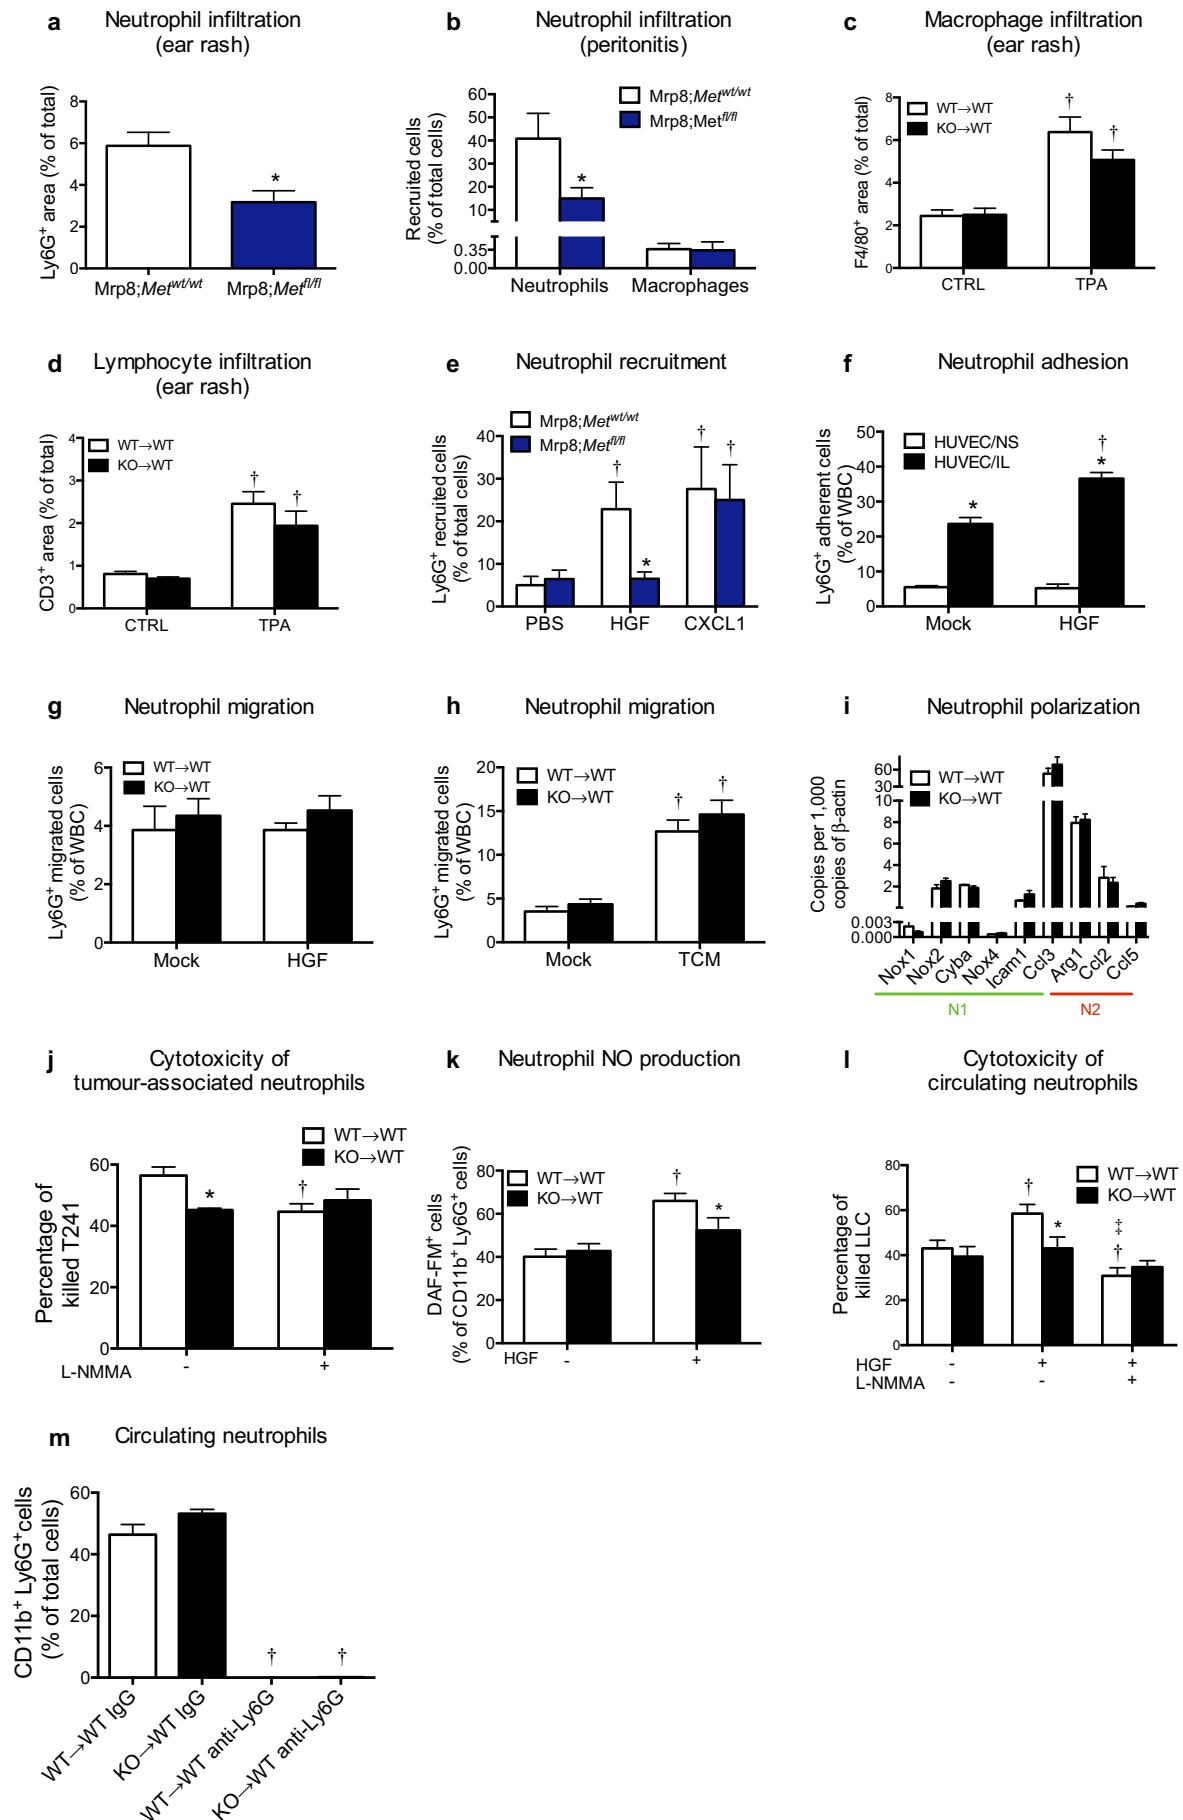 a Neutrophil infiltration
(ear rash)
Ly6G+ area (% of total)
8
6
4
2
0
*
Mrp8;Metwt/wt Mrp8;Metfl/fl
b Neutrophil infiltration
(peritonitis)
Mrp8;Metwt/wt
Mrp8;Metfl/fl
Recruited cells
(% of total cells)
60
50
40
30
20
10
0.35
0.00
*
Neutrophils Macrophages
c Macrophage infiltration
(ear rash)
WT→WT
KO→WT
F4/80+ area (% of total)
8
6
4
2
0
† †
CTRL TPA
d Lymphocyte infiltration
(ear rash)
WT→WT
KO→WT
CD3+ area (% of total)
4
3
2
1
0
† †
CTRL TPA
e Neutrophil recruitment
Mrp8;Metwt/wt
Mrp8;Metfl/fl
Ly6G+ recruited cells
(% of total cells)
40
30
20
10
0
† * † †
PBS HGF CXCL1
f Neutrophil adhesion
HUVEC/NS
HUVEC/IL
Ly6G+ adherent cells
(% of WBC)
50
40
30
20
10
0
* †
*
Mock HGF
g Neutrophil migration
WT→WT
KO→WT
Ly6G+ migrated cells
(% of WBC)
6
4
2
0
Mock HGF
h Neutrophil migration
WT→WT
KO→WT
Ly6G+ migrated cells
(% of WBC)
20
15
10
5
0
† †
Mock TCM
i Neutrophil polarization
WT→WT
KO→WT
Copies per 1,000
copies of β-actin
60
30
10
8
6
4
2
0.003
0.000
Nox1 Nox2 Cyba Nox4 Icam1 Ccl3 Arg1 Ccl2 Ccl5
N1 N2
j Cytotoxicity of
tumour-associated neutrophils
WT→WT
KO→WT
Percentage of
killed T241
60
40
20
0
* †
L-NMMA - +
k Neutrophil NO production
WT→WT
KO→WT
DAF-FM+ cells
(% of CD11b+ Ly6G+ cells)
80
60
40
20
0
† *
HGF - +
l Cytotoxicity of
circulating neutrophils
WT→WT
KO→WT
Percentage of
killed LLC
80
60
40
20
0
† * ‡
†
HGF - + +
L-NMMA - - +
m Circulating neutrophils
CD11b+ Ly6G+cells
(% of total cells)
60
40
20
0
† †
WT→WT IgG
KO→WT IgG
WT→WT anti-Ly6G
KO→WT anti-Ly6G